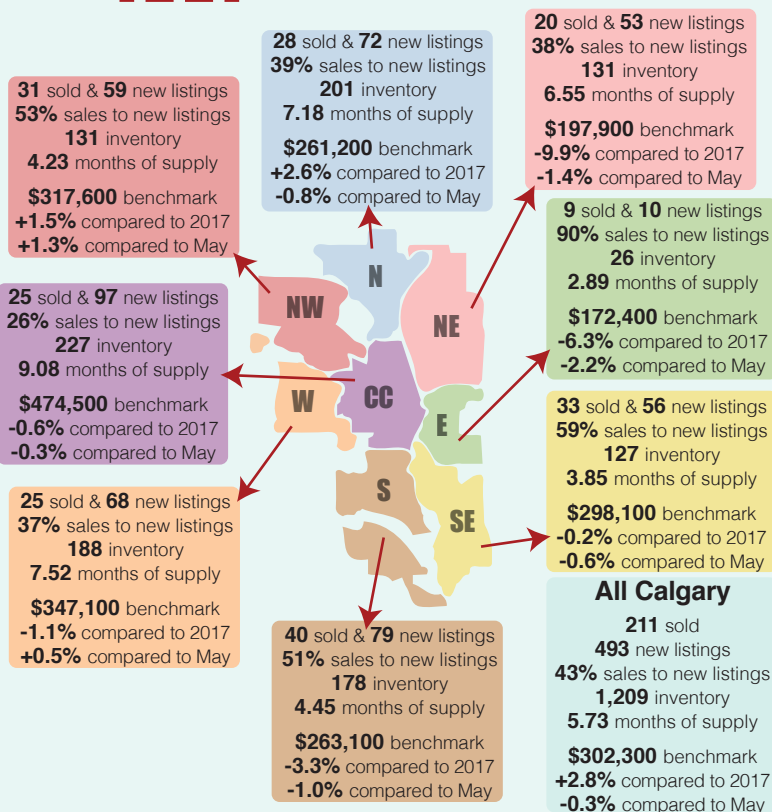 28 sold & 72 new listings
39% sales to new listings
201 inventory
7.18 months of supply
$261,200 benchmark
+2.6% compared to 2017
-0.8% compared to May
20 sold & 53 new listings
38% sales to new listings
131 inventory
6.55 months of supply
$197,900 benchmark
-9.9% compared to 2017
-1.4% compared to May
31 sold & 59 new listings
53% sales to new listings
131 inventory
4.23 months of supply
$317,600 benchmark
+1.5% compared to 2017
+1.3% compared to May
9 sold & 10 new listings
90% sales to new listings
26 inventory
2.89 months of supply
$172,400 benchmark
-6.3% compared to 2017
-2.2% compared to May
25 sold & 97 new listings
26% sales to new listings
227 inventory
9.08 months of supply
$474,500 benchmark
-0.6% compared to 2017
-0.3% compared to May
N
NW
NE
W
CC
E
S
SE
33 sold & 56 new listings
59% sales to new listings
127 inventory
3.85 months of supply
$298,100 benchmark
-0.2% compared to 2017
-0.6% compared to May
25 sold & 68 new listings
37% sales to new listings
188 inventory
7.52 months of supply
$347,100 benchmark
-1.1% compared to 2017
+0.5% compared to May
40 sold & 79 new listings
51% sales to new listings
178 inventory
4.45 months of supply
$263,100 benchmark
-3.3% compared to 2017
-1.0% compared to May
All Calgary
211 sold
493 new listings
43% sales to new listings
1,209 inventory
5.73 months of supply
$302,300 benchmark
+2.8% compared to 2017
-0.3% compared to May